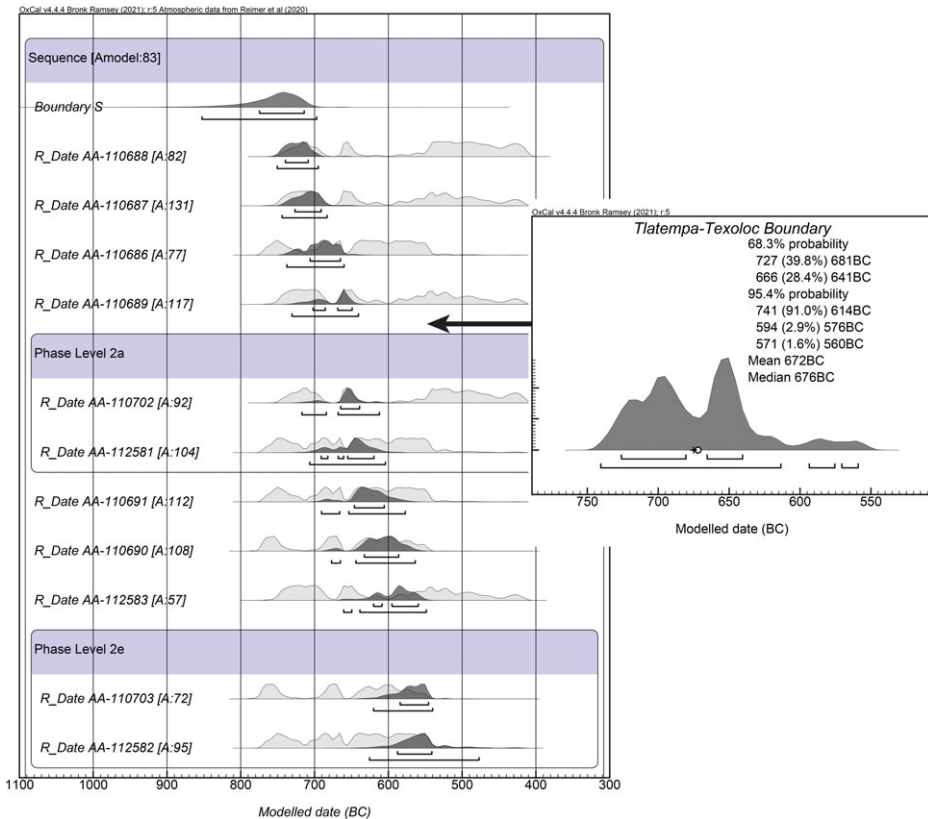 OxCal v4.4.4 Bronk Ramsey (2021); r:5 Atmospheric data from Reimer et al (2020)
Sequence [Amodel:83]
Boundary S
R_Date AA-110688 [A:82]
R_Date AA-110687 [A:131]
R_Date AA-110686 [A:77]
R_Date AA-110689 [A:117]
Phase Level 2a
R_Date AA-110702 [A:92]
R_Date AA-112581 [A:104]
R_Date AA-110691 [A:112]
R_Date AA-110690 [A:108]
R_Date AA-112583 [A:57]
Phase Level 2e
R_Date AA-110703 [A:72]
R_Date AA-112582 [A:95]
1100 1000 900 800 700 600 500 400 300
Modelled date (BC)
OxCal v4.4.4 Bronk Ramsey (2021); r:5
Tlatempa-Texoloc Boundary
68.3% probability
727 (39.8%) 681BC
666 (28.4%) 641BC
95.4% probability
741 (91.0%) 614BC
594 (2.9%) 576BC
571 (1.6%) 560BC
Mean 672BC
Median 676BC
750 700 650 600 550
Modelled date (BC)